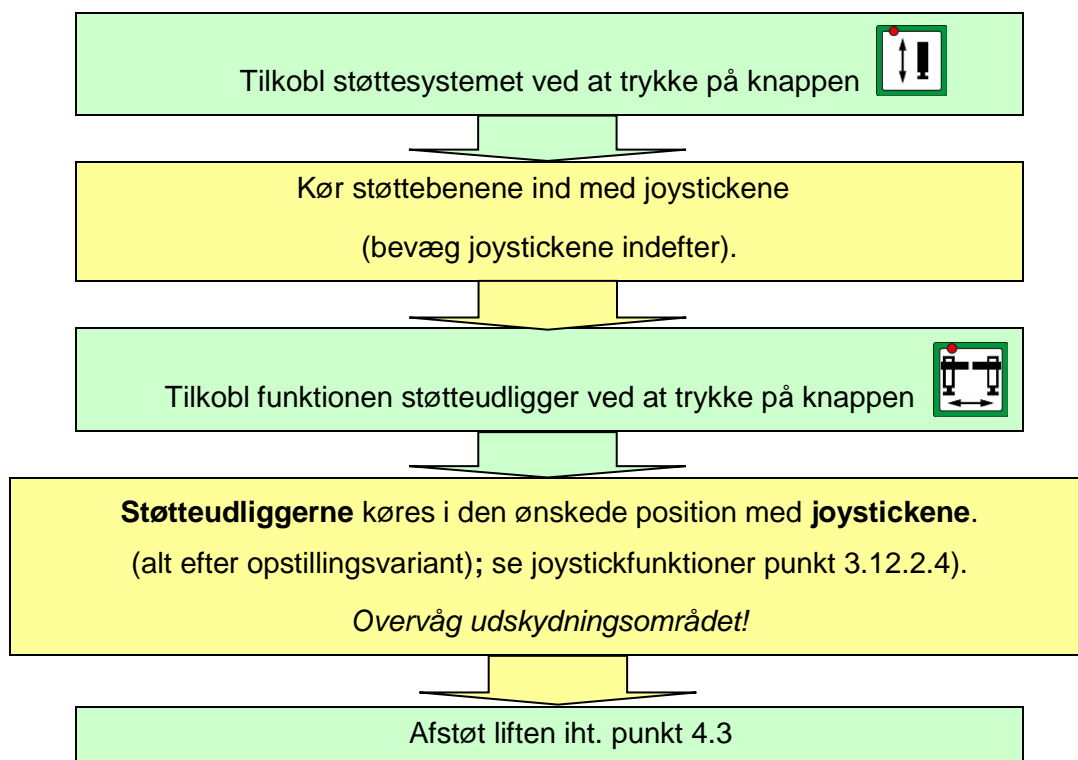 Tilkobl støttesystemet ved at trykke på knappen
Kør støttebenene ind med joystickene
(bevæg joystickene indefter).
Tilkobl funktionen støtteudligger ved at trykke på knappen
Støtteudliggerne køres i den ønskede position med joystickene.
(alt efter opstillingsvariant); se joystickfunktioner punkt 3.12.2.4).
Overvåg udskydningsområdet!
Afstøt liften iht. punkt 4.3